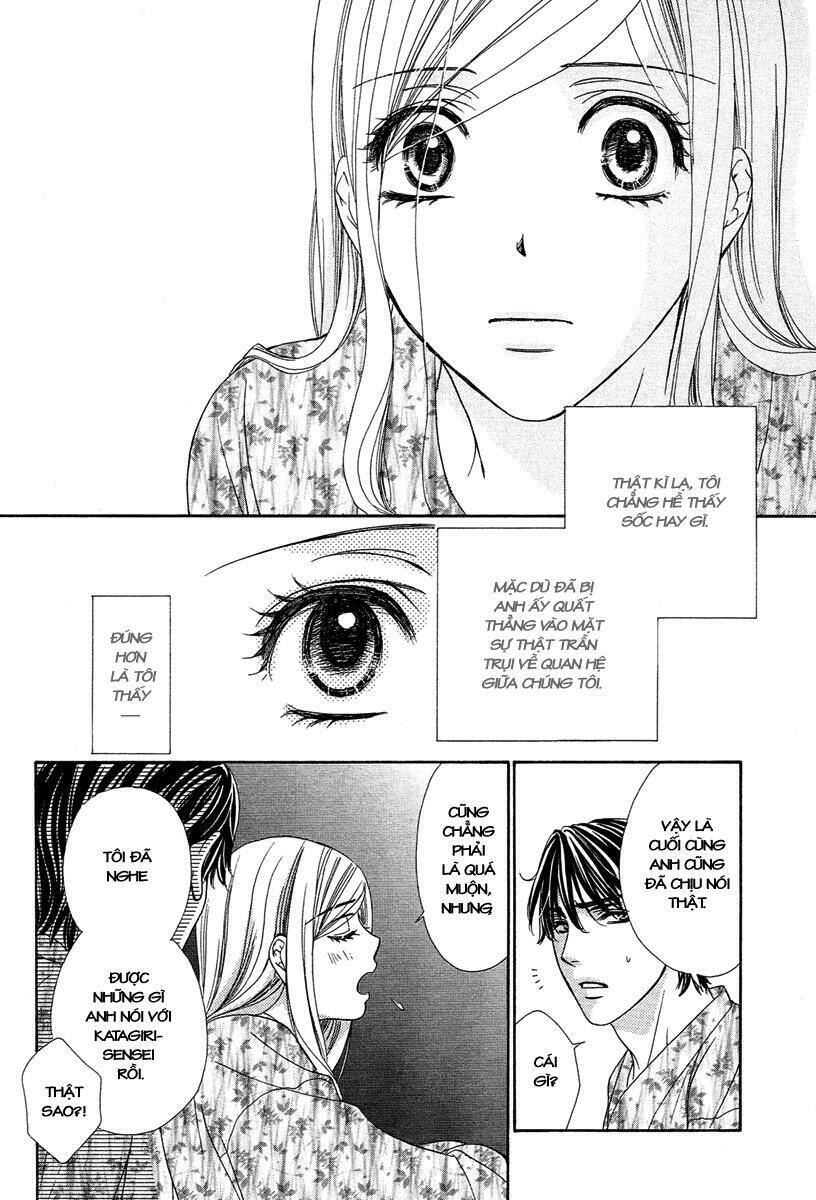 THẬT KÌ LẠ, TÔI
CHẲNG HỀ THẤY
SỐC HAY GÌ.
MẶC DÙ ĐÃ BỊ
ANH ẤY QUẤT
THẲNG VÀO MẶT
SỰ THẬT TRẦN
TRỤI VỀ QUAN HỆ
GIỮA CHÚNG TÔI.
ĐÚNG
HƠN
LÀ TÔI
THẤY
—
VẬY LÀ
CUỐI CÙNG
ANH CŨNG
ĐÃ CHỊU NÓI
THẬT.
CÁI
GÌ?
CŨNG
CHẲNG PHẢI
LÀ QUÁ
MUỘN,
NHƯNG,
TÔI ĐÃ
NGHE
ĐƯỢC
NHỮNG GÌ
ANH NÓI VỚI
KATAGIRI-
SENSEI
RỒI.
THẬT
SAO?!